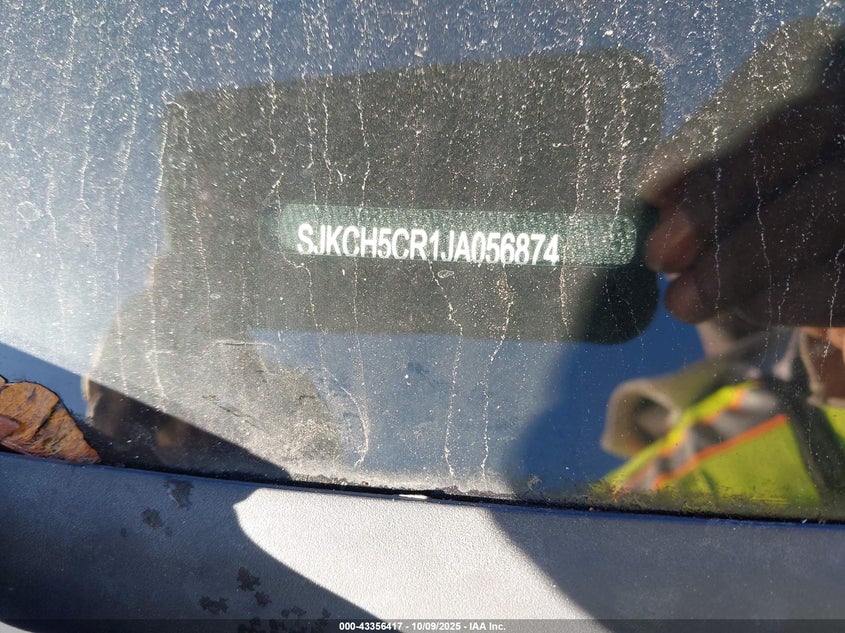 SJKCH5CR1JA056874
000-43356417 - 10/09/2025 - IAA Inc.